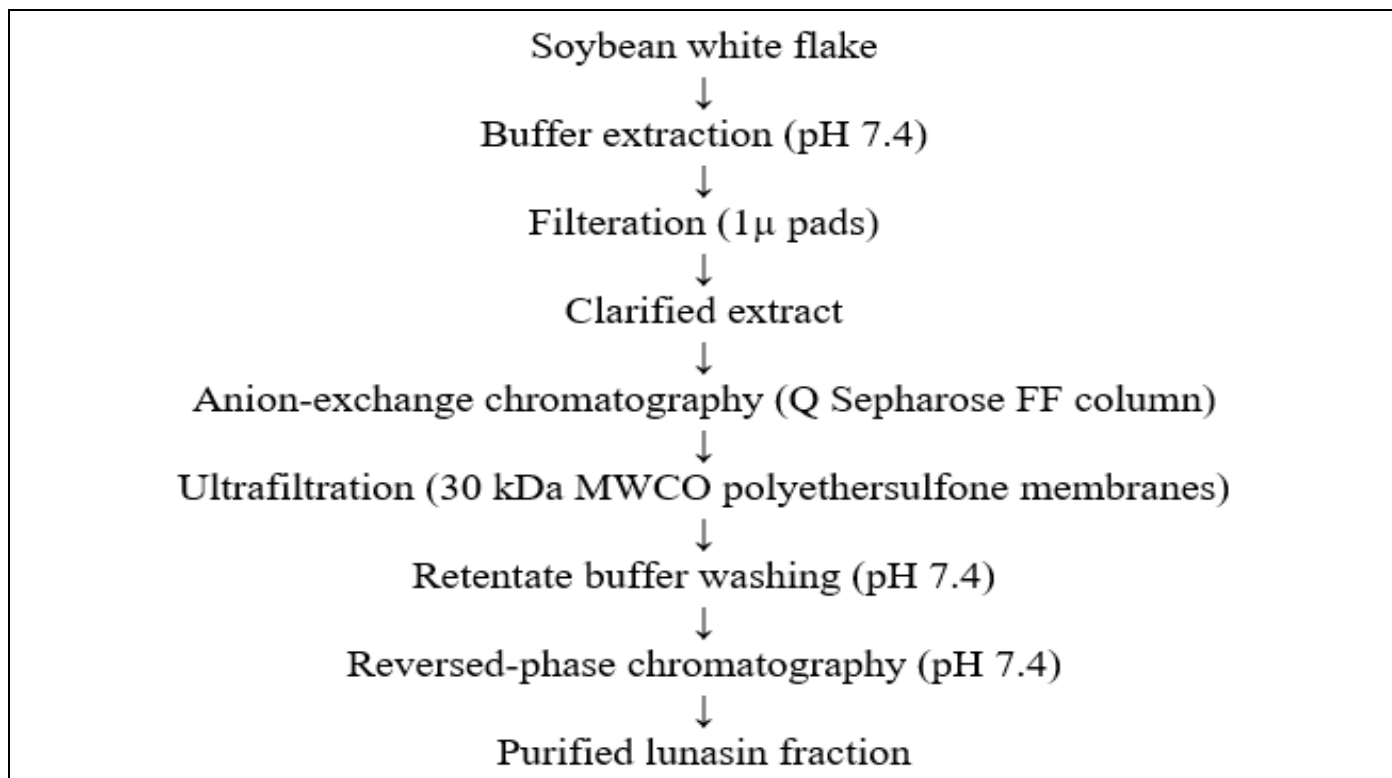 Soybean white flake
↓
Buffer extraction (pH 7.4)
↓
Filteration (1μ pads)
↓
Clarified extract
↓
Anion-exchange chromatography (Q Sepharose FF column)
↓
Ultrafiltration (30 kDa MWCO polyethersulfone membranes)
↓
Retentate buffer washing (pH 7.4)
↓
Reversed-phase chromatography (pH 7.4)
↓
Purified lunasin fraction